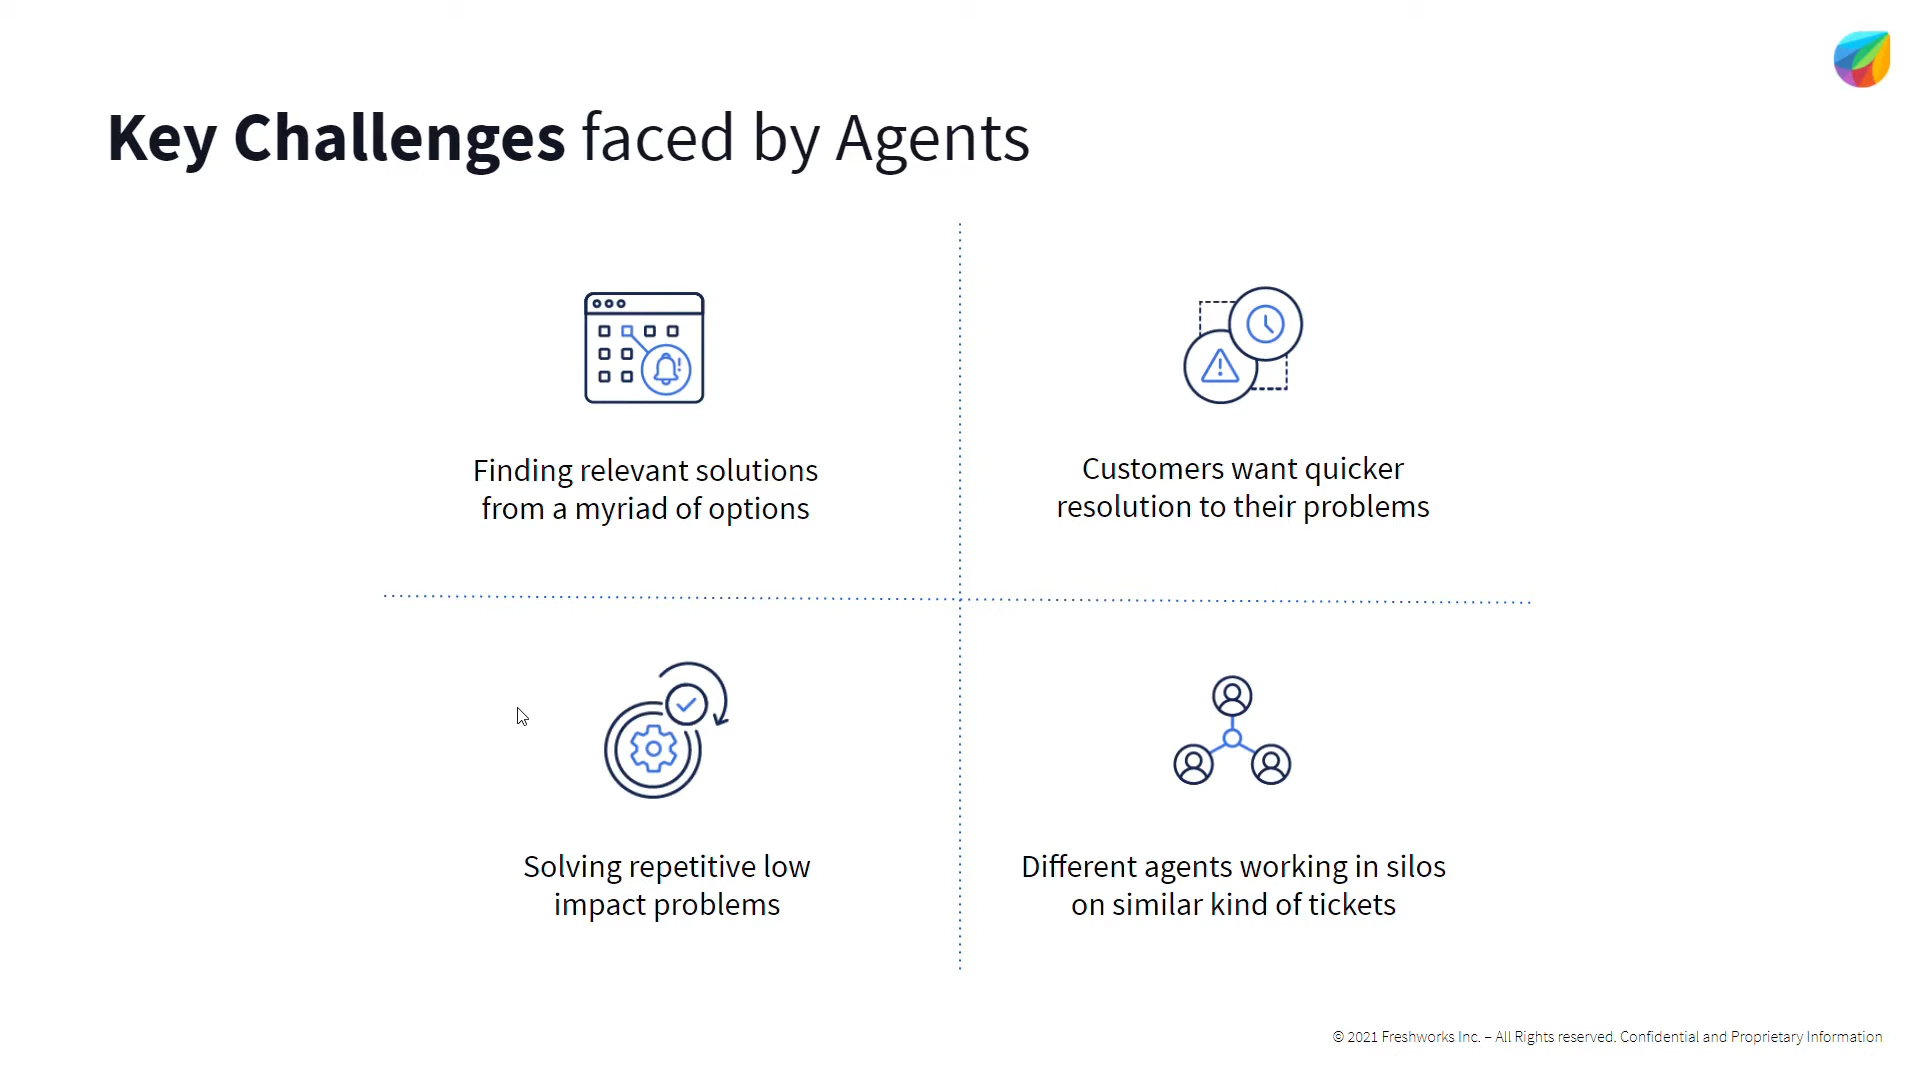 Key Challenges faced by Agents
Finding relevant solutions
from a myriad of options
Customers want quicker
resolution to their problems
Solving repetitive low
impact problems
Different agents working in silos
on similar kind of tickets
© 2021 Freshworks Inc. – All Rights reserved. Confidential and Proprietary Information